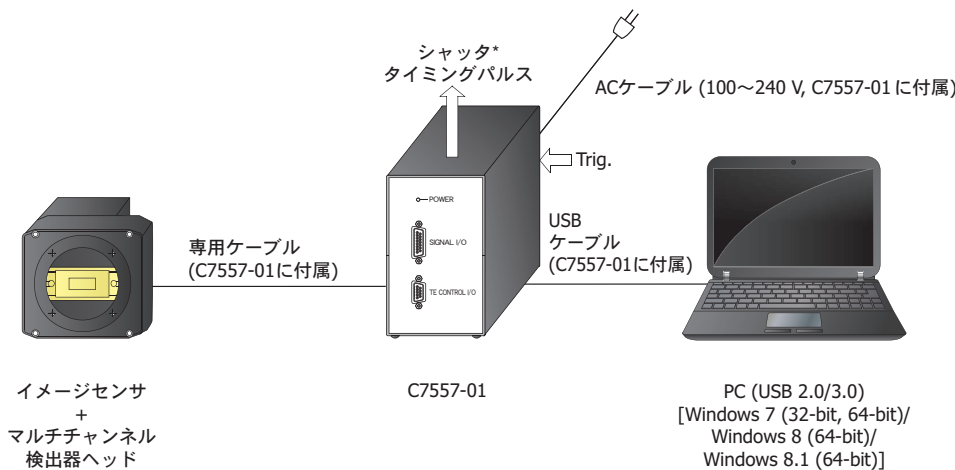 シャッタ*
タイミングパルス
ACケーブル (100〜240 V, C7557-01に付属)
Trig.
POWER
SIGNAL I/O
TE CONTROL I/O
専用ケーブル
(C7557-01に付属)
USB
ケーブル
(C7557-01に付属)
イメージセンサ
+
マルチチャンネル
検出器ヘッド
C7557-01
PC (USB 2.0/3.0)
[Windows 7 (32-bit, 64-bit)/
Windows 8 (64-bit)/
Windows 8.1 (64-bit)]